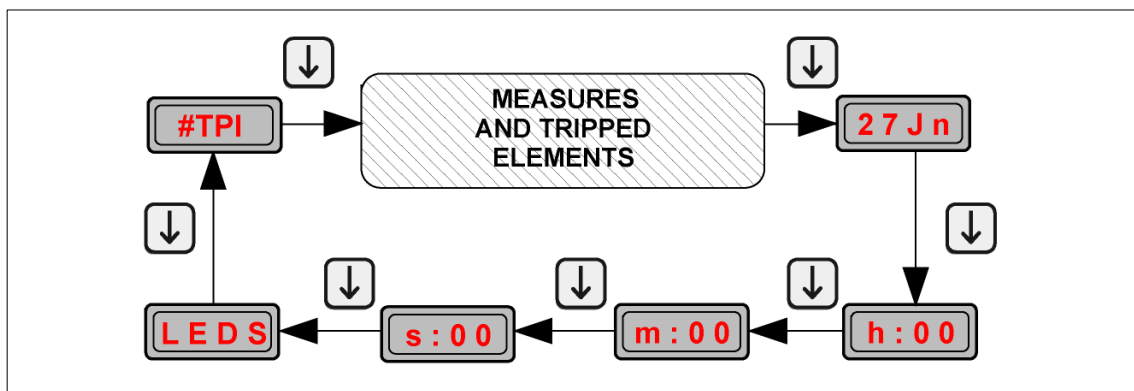 #TPI
MEASURES
AND TRIPPED
ELEMENTS
27Jn
LEDS
s:00
m:00
h:00